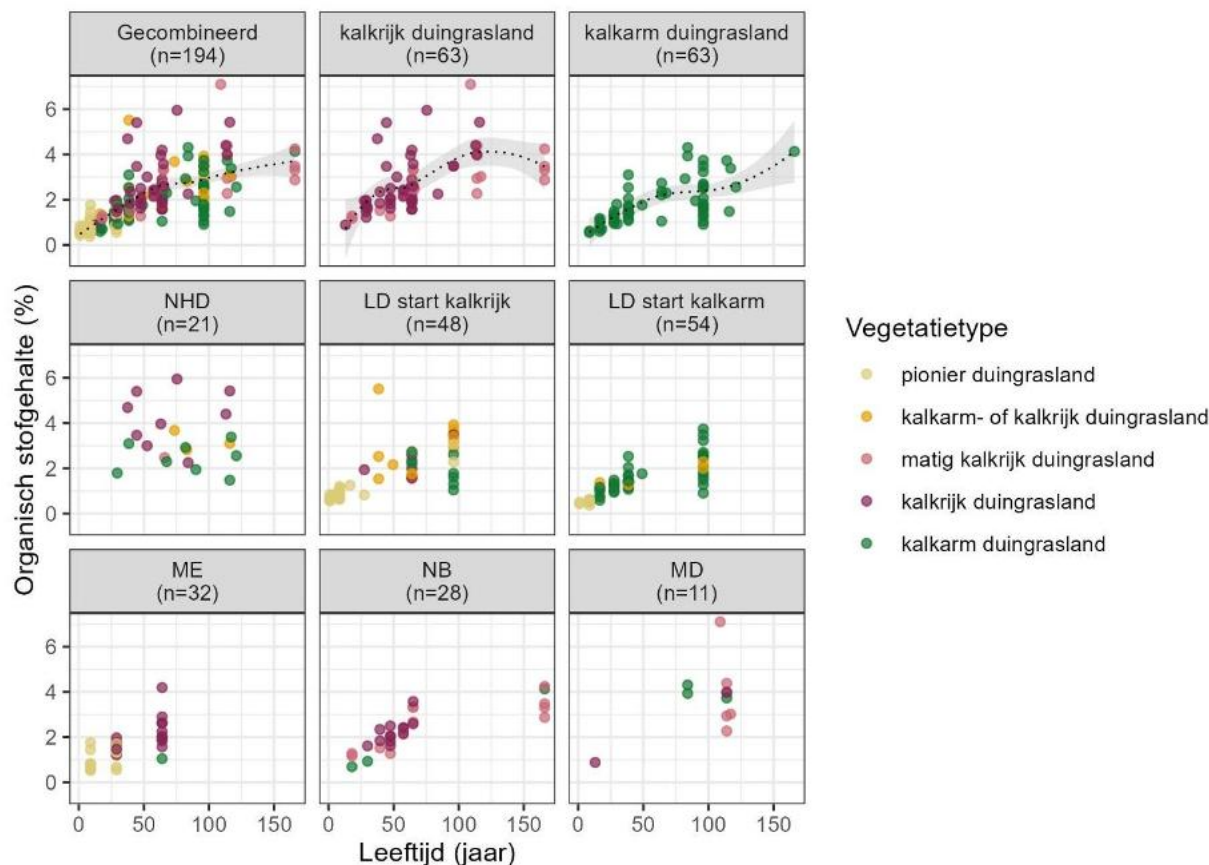 Gecombineerd
(n=194)
kalkrijk duingrasland
(n=63)
kalkarm duingrasland
(n=63)
6
4
2
0
NHD
(n=21)
LD start kalkrijk
(n=48)
LD start kalkarm
(n=54)
6
4
2
0
ME
(n=32)
NB
(n=28)
MD
(n=11)
6
4
2
0
0 50 100 150
0 50 100 150
0 50 100 150
Leeftijd (jaar)
Organisch stofgehalte (%)
Vegetatietype
pionier duingrasland
kalkarm- of kalkrijk duingrasland
matig kalkrijk duingrasland
kalkrijk duingrasland
kalkarm duingrasland